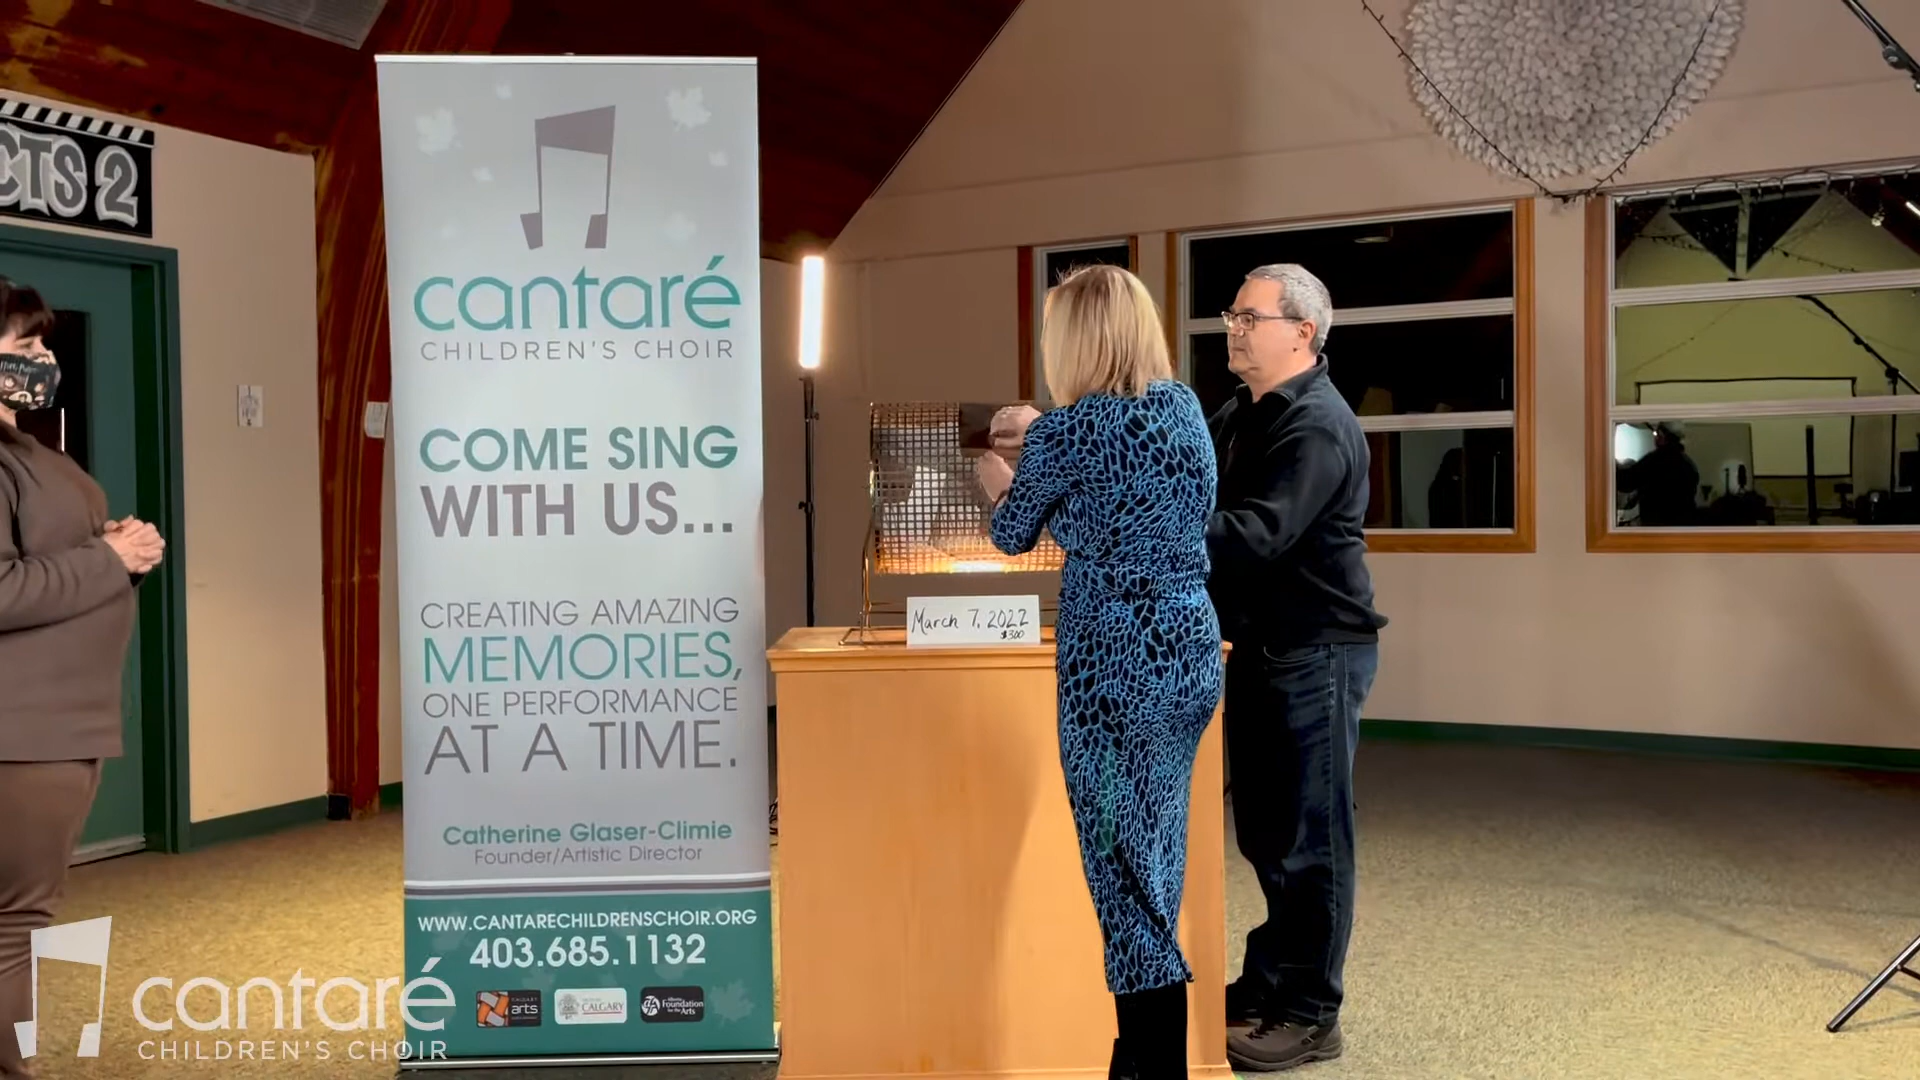 CTS 2
cantaré
CHILDREN'S CHOIR
COME SING
WITH US...
CREATING AMAZING
MEMORIES,
ONE PERFORMANCE
AT A TIME.
Catherine Glaser-Climie
Founder/Artistic Director
WWW.CANTARECHILDRENSCHOIR.ORG
403.685.1132
arts
CALGARY
Foundation
for the Arts
March 7, 2022
$300
cantaré
CHILDREN'S CHOIR